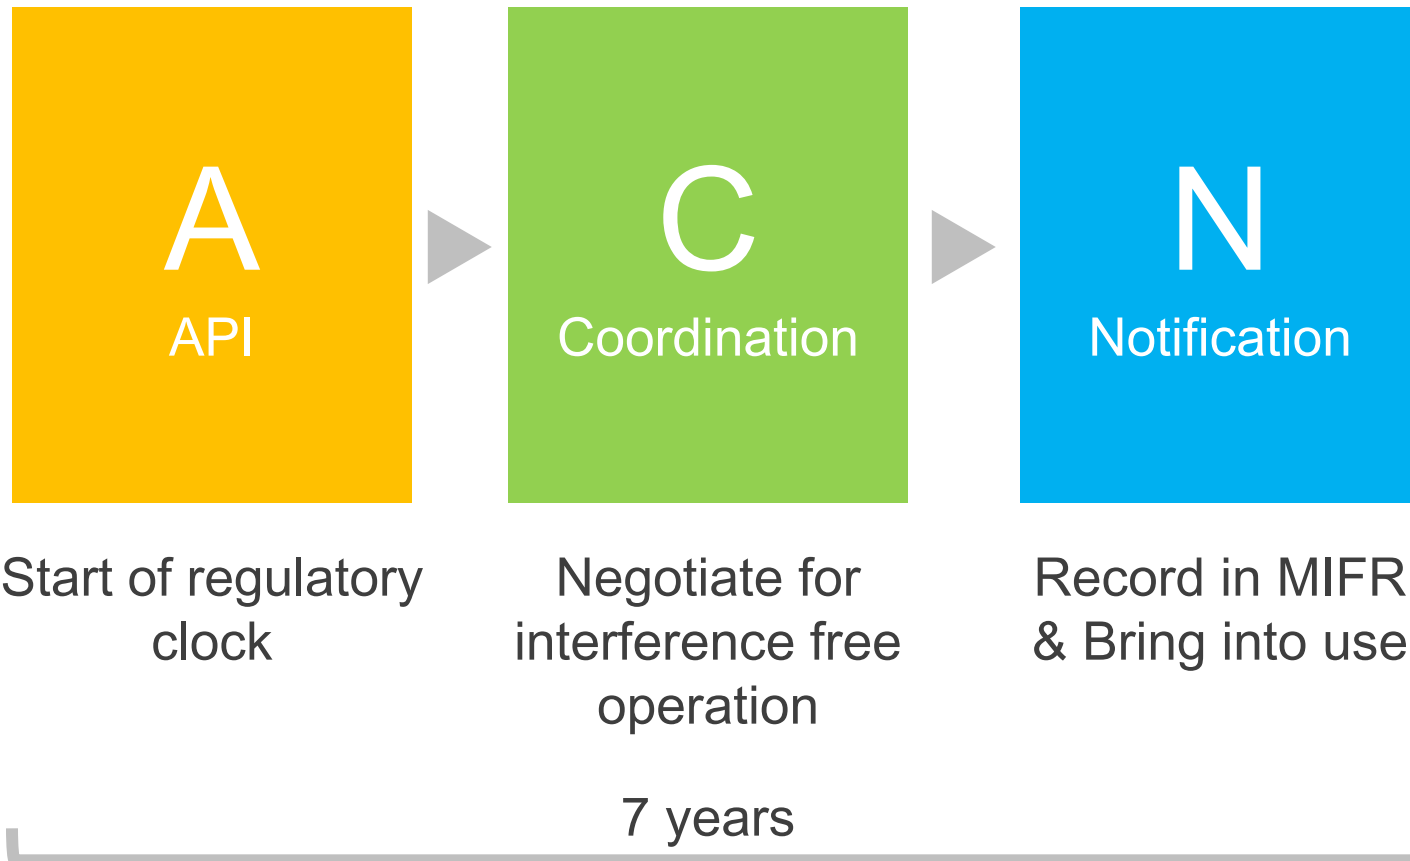 A
API
C
Coordination
N
Notification
Start of regulatory
clock
Negotiate for
interference free
operation
Record in MIFR
& Bring into use
7 years